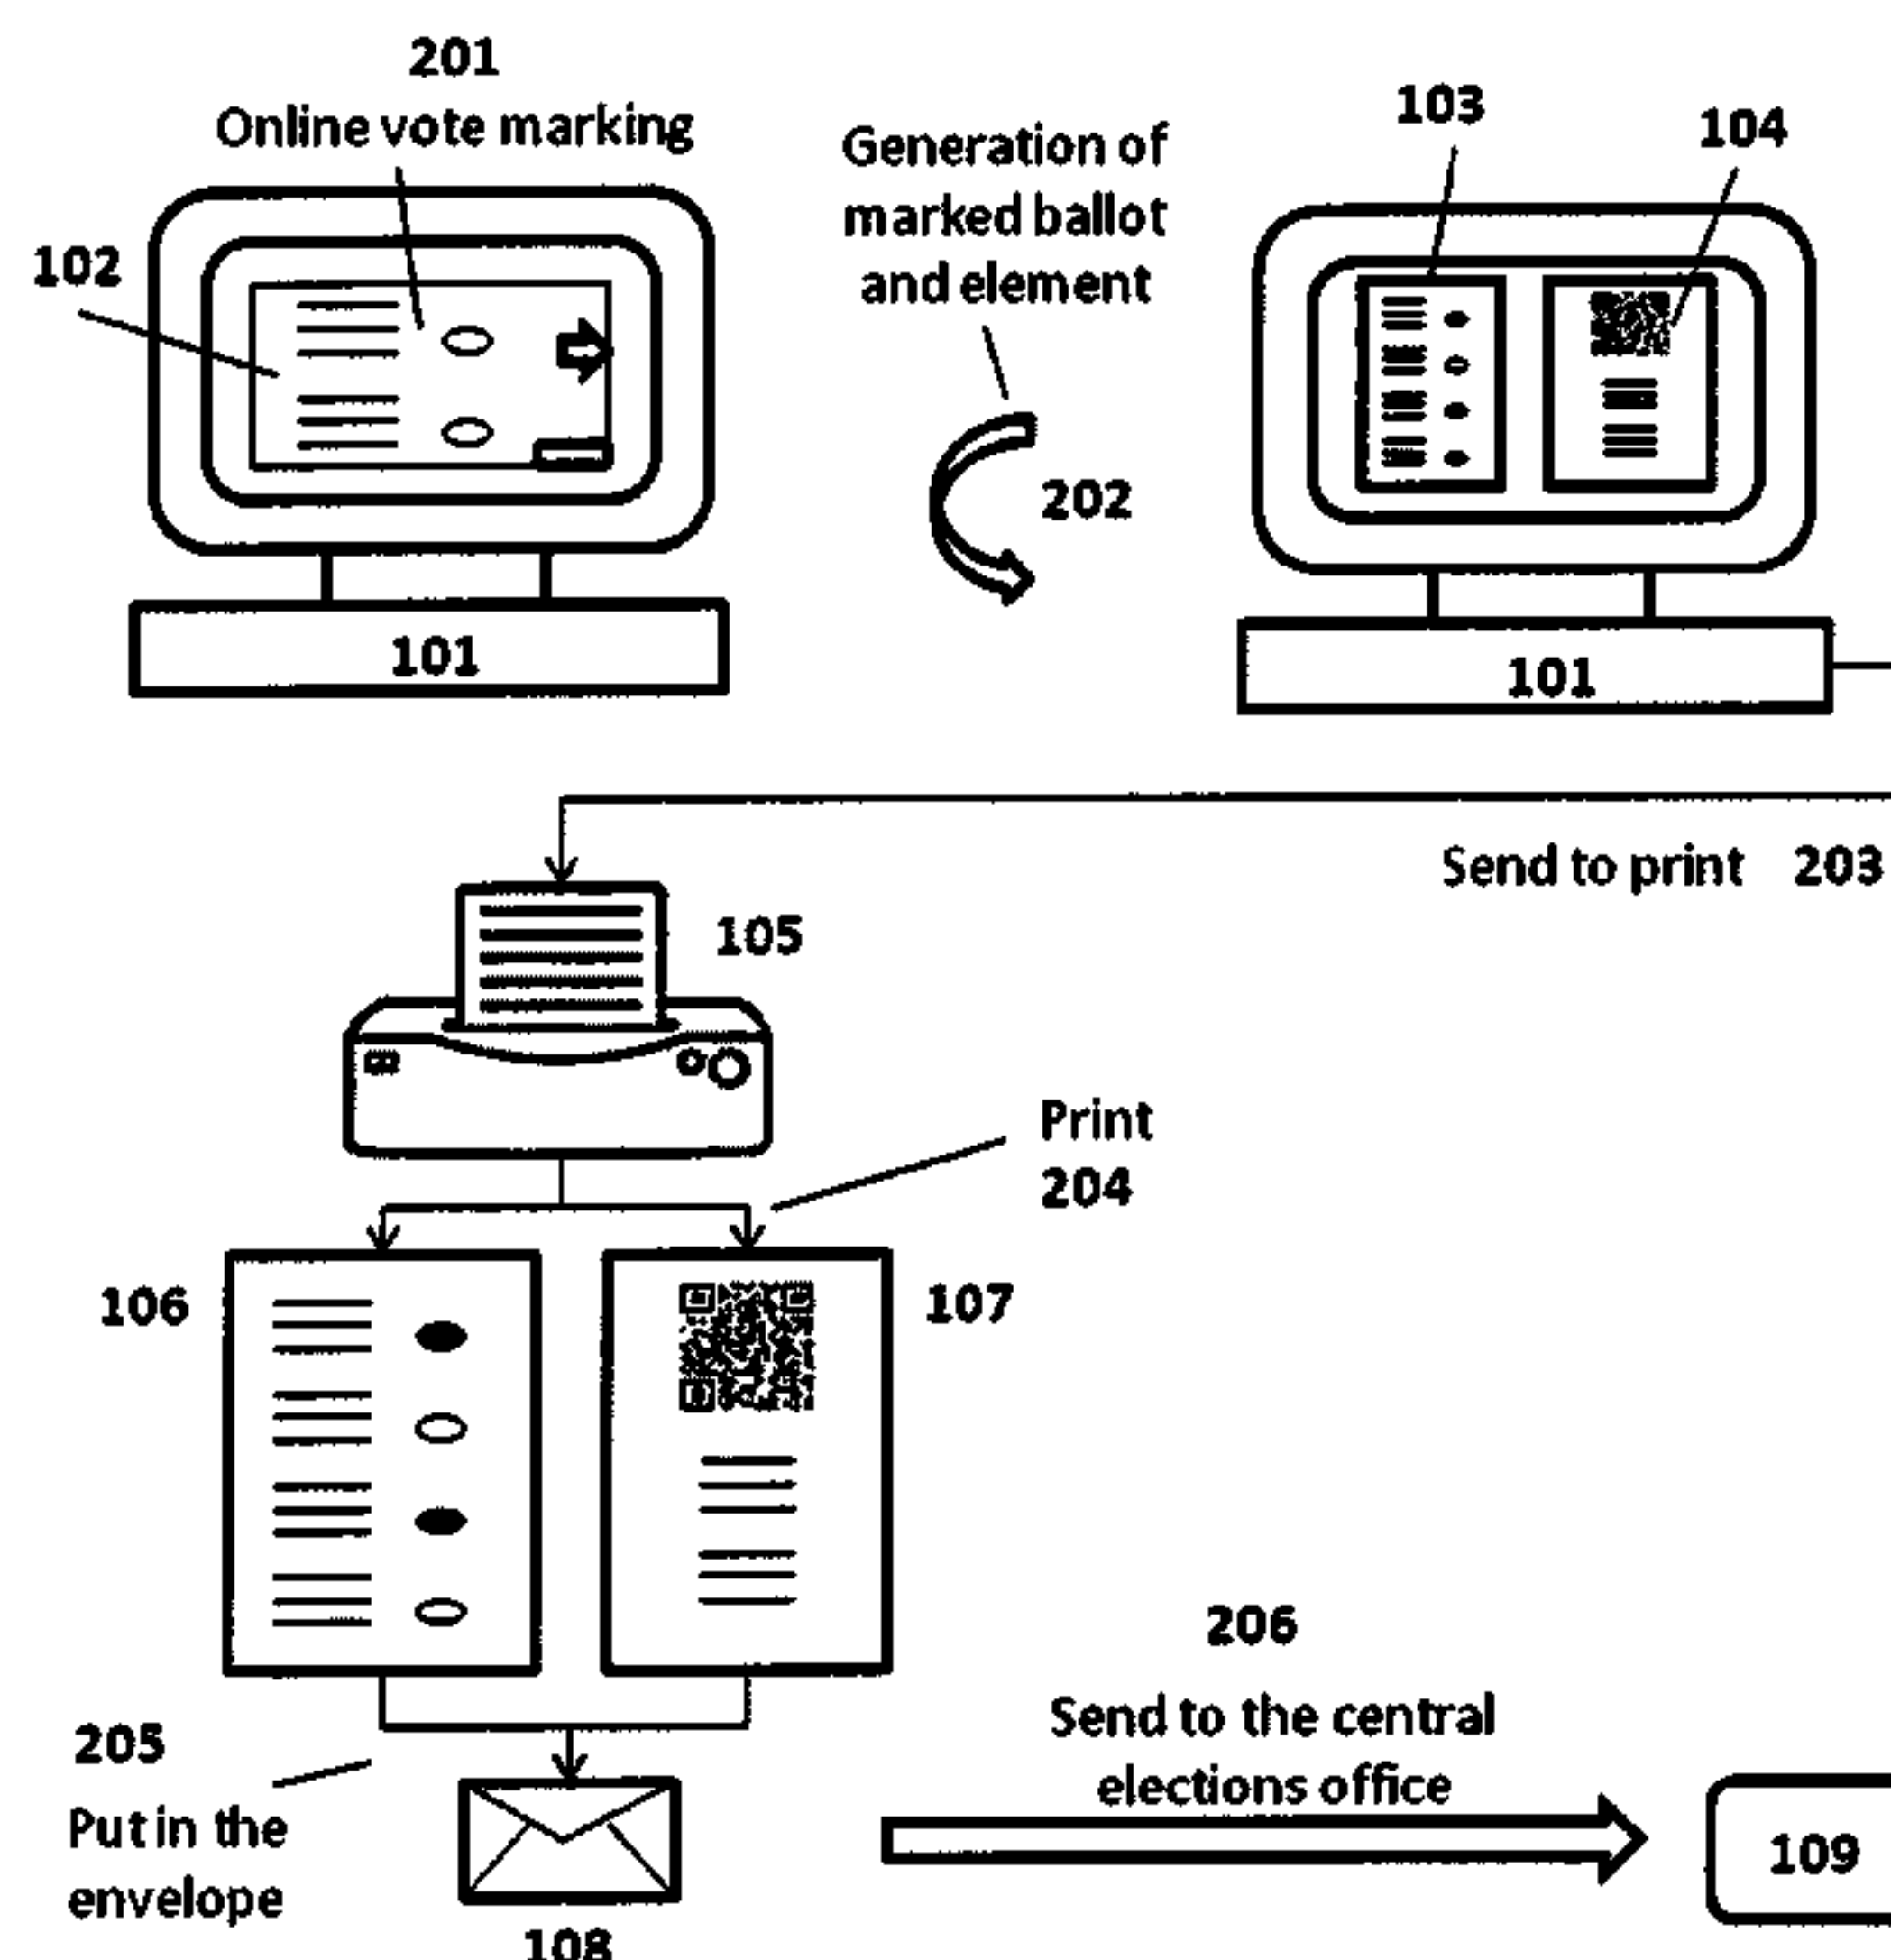 201
Online vote marking
102
101
Generation of
marked ballot
and element
202
103
104
101
Send to print 203
105
Print
204
106
107
205
Put in the
envelope
108
206
Send to the central
elections office
109